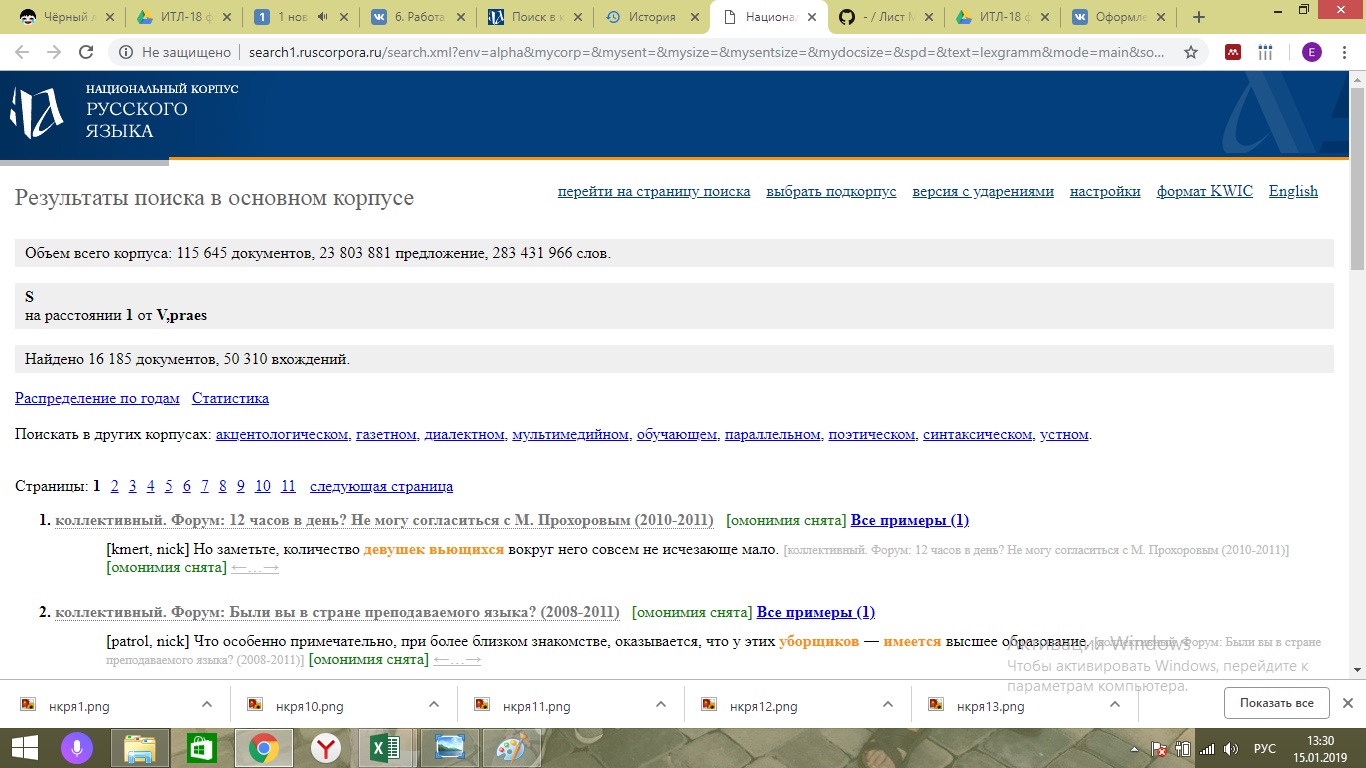 Чёрный д
ИТЛ-18 ф
1 нов
6. Работа
Поиск в к
История
Национал
- / Лист М
ИТЛ-18 ф
Оформле
Не защищено | search1.ruscorpora.ru/search.xml?env=alpha&mycorp=&mysent=&mysize=&mysentsize=&mydocsize=&spd=&text=lexgramm&mode=main&so...
E
НАЦИОНАЛЬНЫЙ КОРПУС
РУССКОГО
ЯЗЫКА
Результаты поиска в основном корпусе
перейти на страницу поиска выбрать подкорпус версия с ударениями настройки формат KWIC English
Объем всего корпуса: 115 645 документов, 23 803 881 предложение, 283 431 966 слов.
S
на расстоянии 1 от V,praes
Найдено 16 185 документов, 50 310 вхождений.
Распределение по годам Статистика
Поискать в других корпусах: акцентологическом, газетном, диалектном, мультимедийном, обучающем, параллельном, поэтическом, синтаксическом, устном.
Страницы: 1 2 3 4 5 6 7 8 9 10 11 следующая страница
1. коллективный. Форум: 12 часов в день? Не могу согласиться с М. Прохоровым (2010-2011) [омонимия снята] Все примеры (1)
[kmert, nick] Но заметьте, количество девушек вьющихся вокруг него совсем не исчезающе мало. [коллективный. Форум: 12 часов в день? Не могу согласиться с М. Прохоровым (2010-2011)]
[омонимия снята] ←…→
2. коллективный. Форум: Были вы в стране преподаваемого языка? (2008-2011) [омонимия снята] Все примеры (1)
[patrol, nick] Что особенно примечательно, при более близком знакомстве, оказывается, что у этих уборщиков — имеется высшее образование. [коллективный. Форум: Были вы в стране
преподаваемого языка? (2008-2011)] [омонимия снята] ←…→
Активация Windows
Чтобы активировать Windows, перейдите к
параметрам компьютера.
нкря1.png
нкря10.png
нкря11.png
нкря12.png
нкря13.png
Показать все
РУС
13:30
15.01.2019